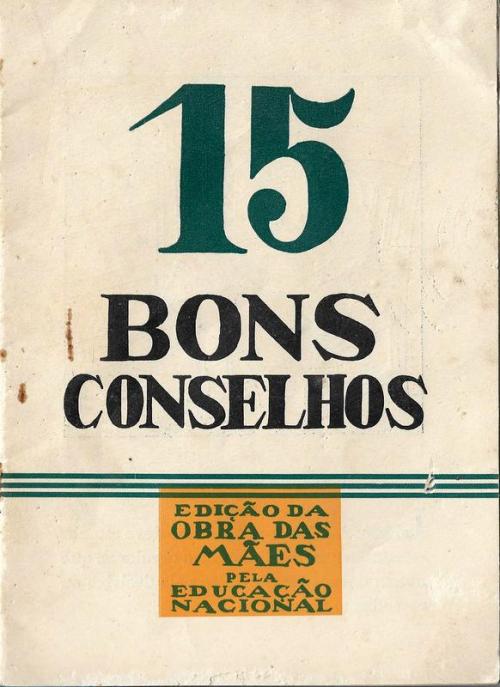 15
BONS
CONSELHOS
EDIÇÃO DA
OBRA DAS
MÃES
PELA
EDUCAÇÃO
NACIONAL